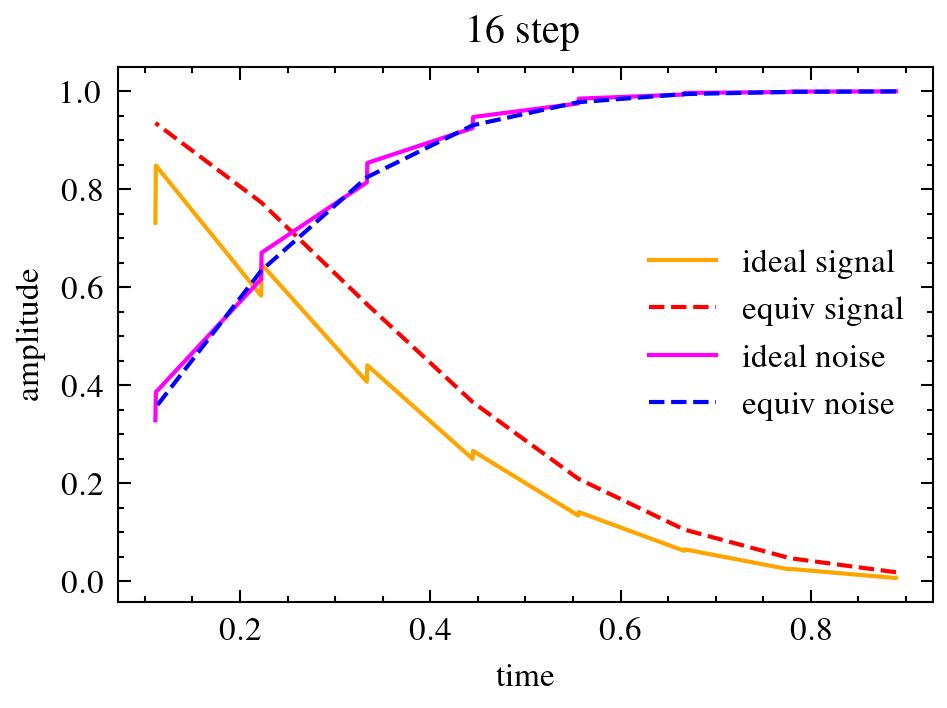 16 step
1.0
0.8
0.6
0.4
0.2
0.0
amplitude
ideal signal
equiv signal
ideal noise
equiv noise
0.2 0.4 0.6 0.8
time